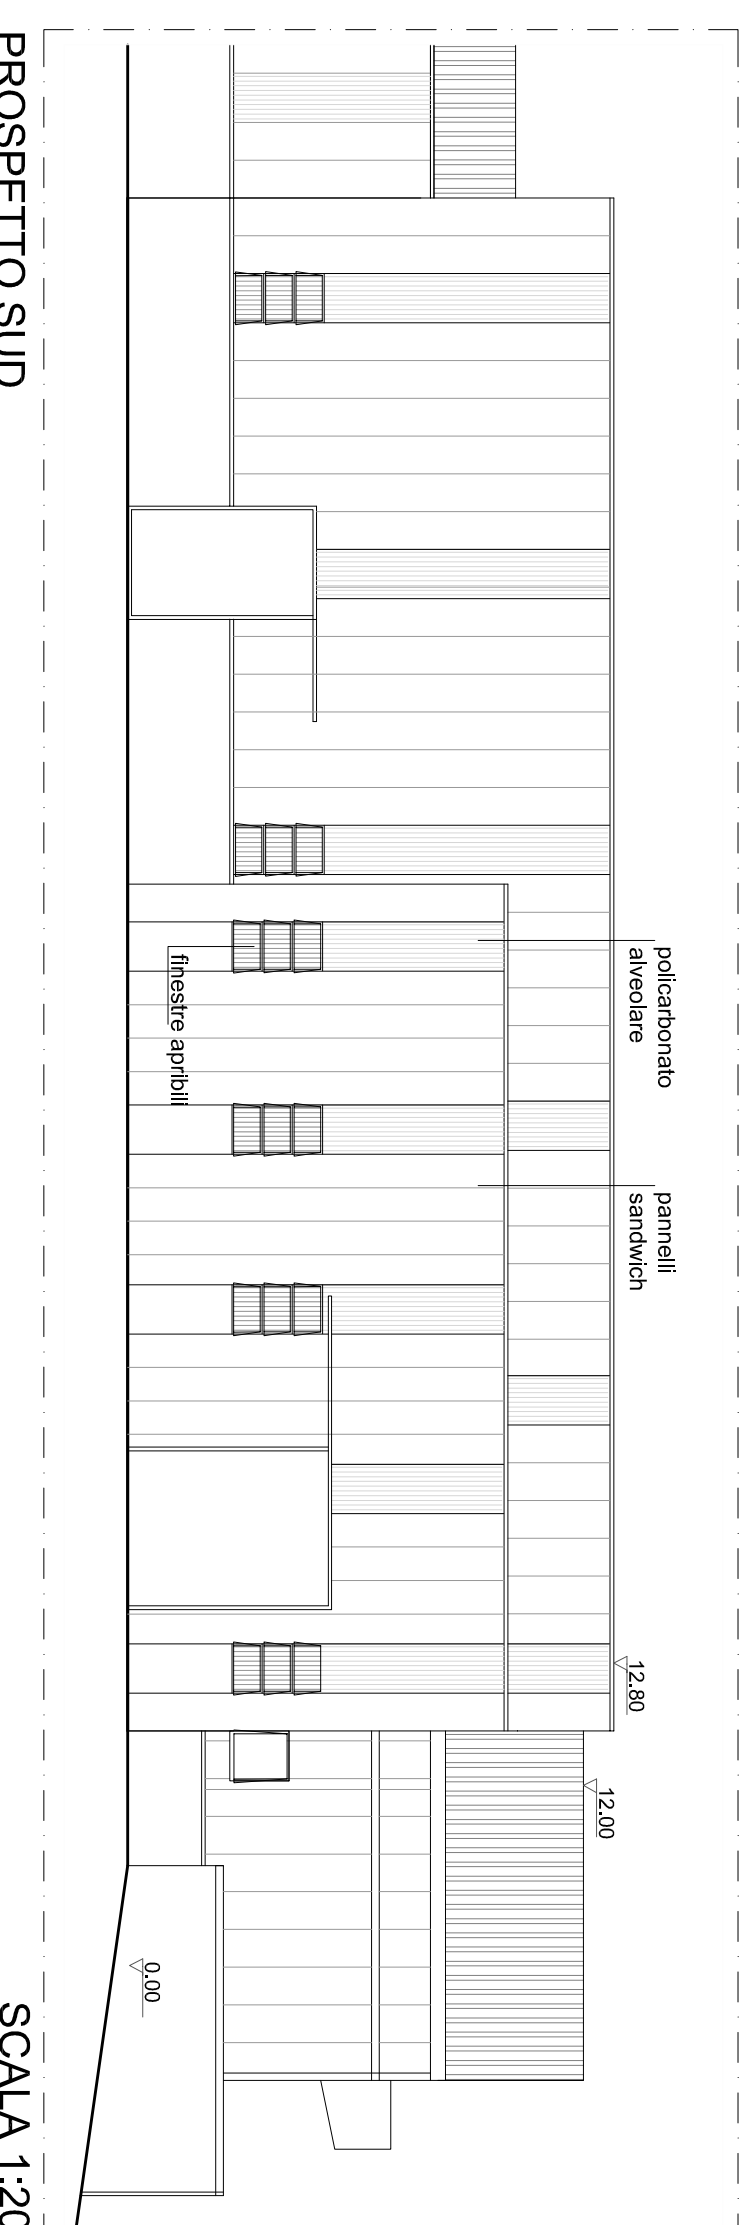 policarbonato
alveolare
pannelli
sandwich
12.80
12.00
finestre apribili
0.00
PROSPETTO SUD
SCALA 1:20